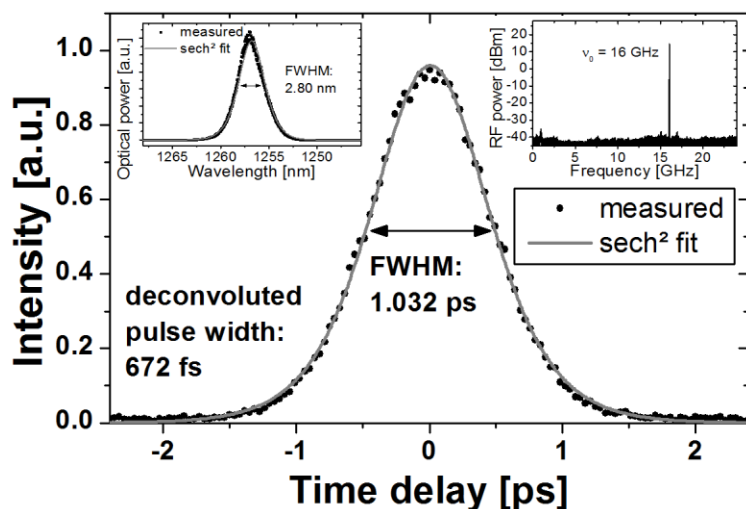 Intensity [a.u.]
1.0
0.8
0.6
0.4
0.2
0.0
-2
-1
0
1
2
Time delay [ps]
Optical power [a.u.]
measured
sech² fit
FWHM:
2.80 nm
1265
1260
1255
1250
Wavelength [nm]
RF power [dBm]
20
10
0
-10
-20
-30
-40
ν₀ = 16 GHz
0
5
10
15
20
Frequency [GHz]
measured
sech² fit
FWHM:
1.032 ps
deconvoluted
pulse width:
672 fs